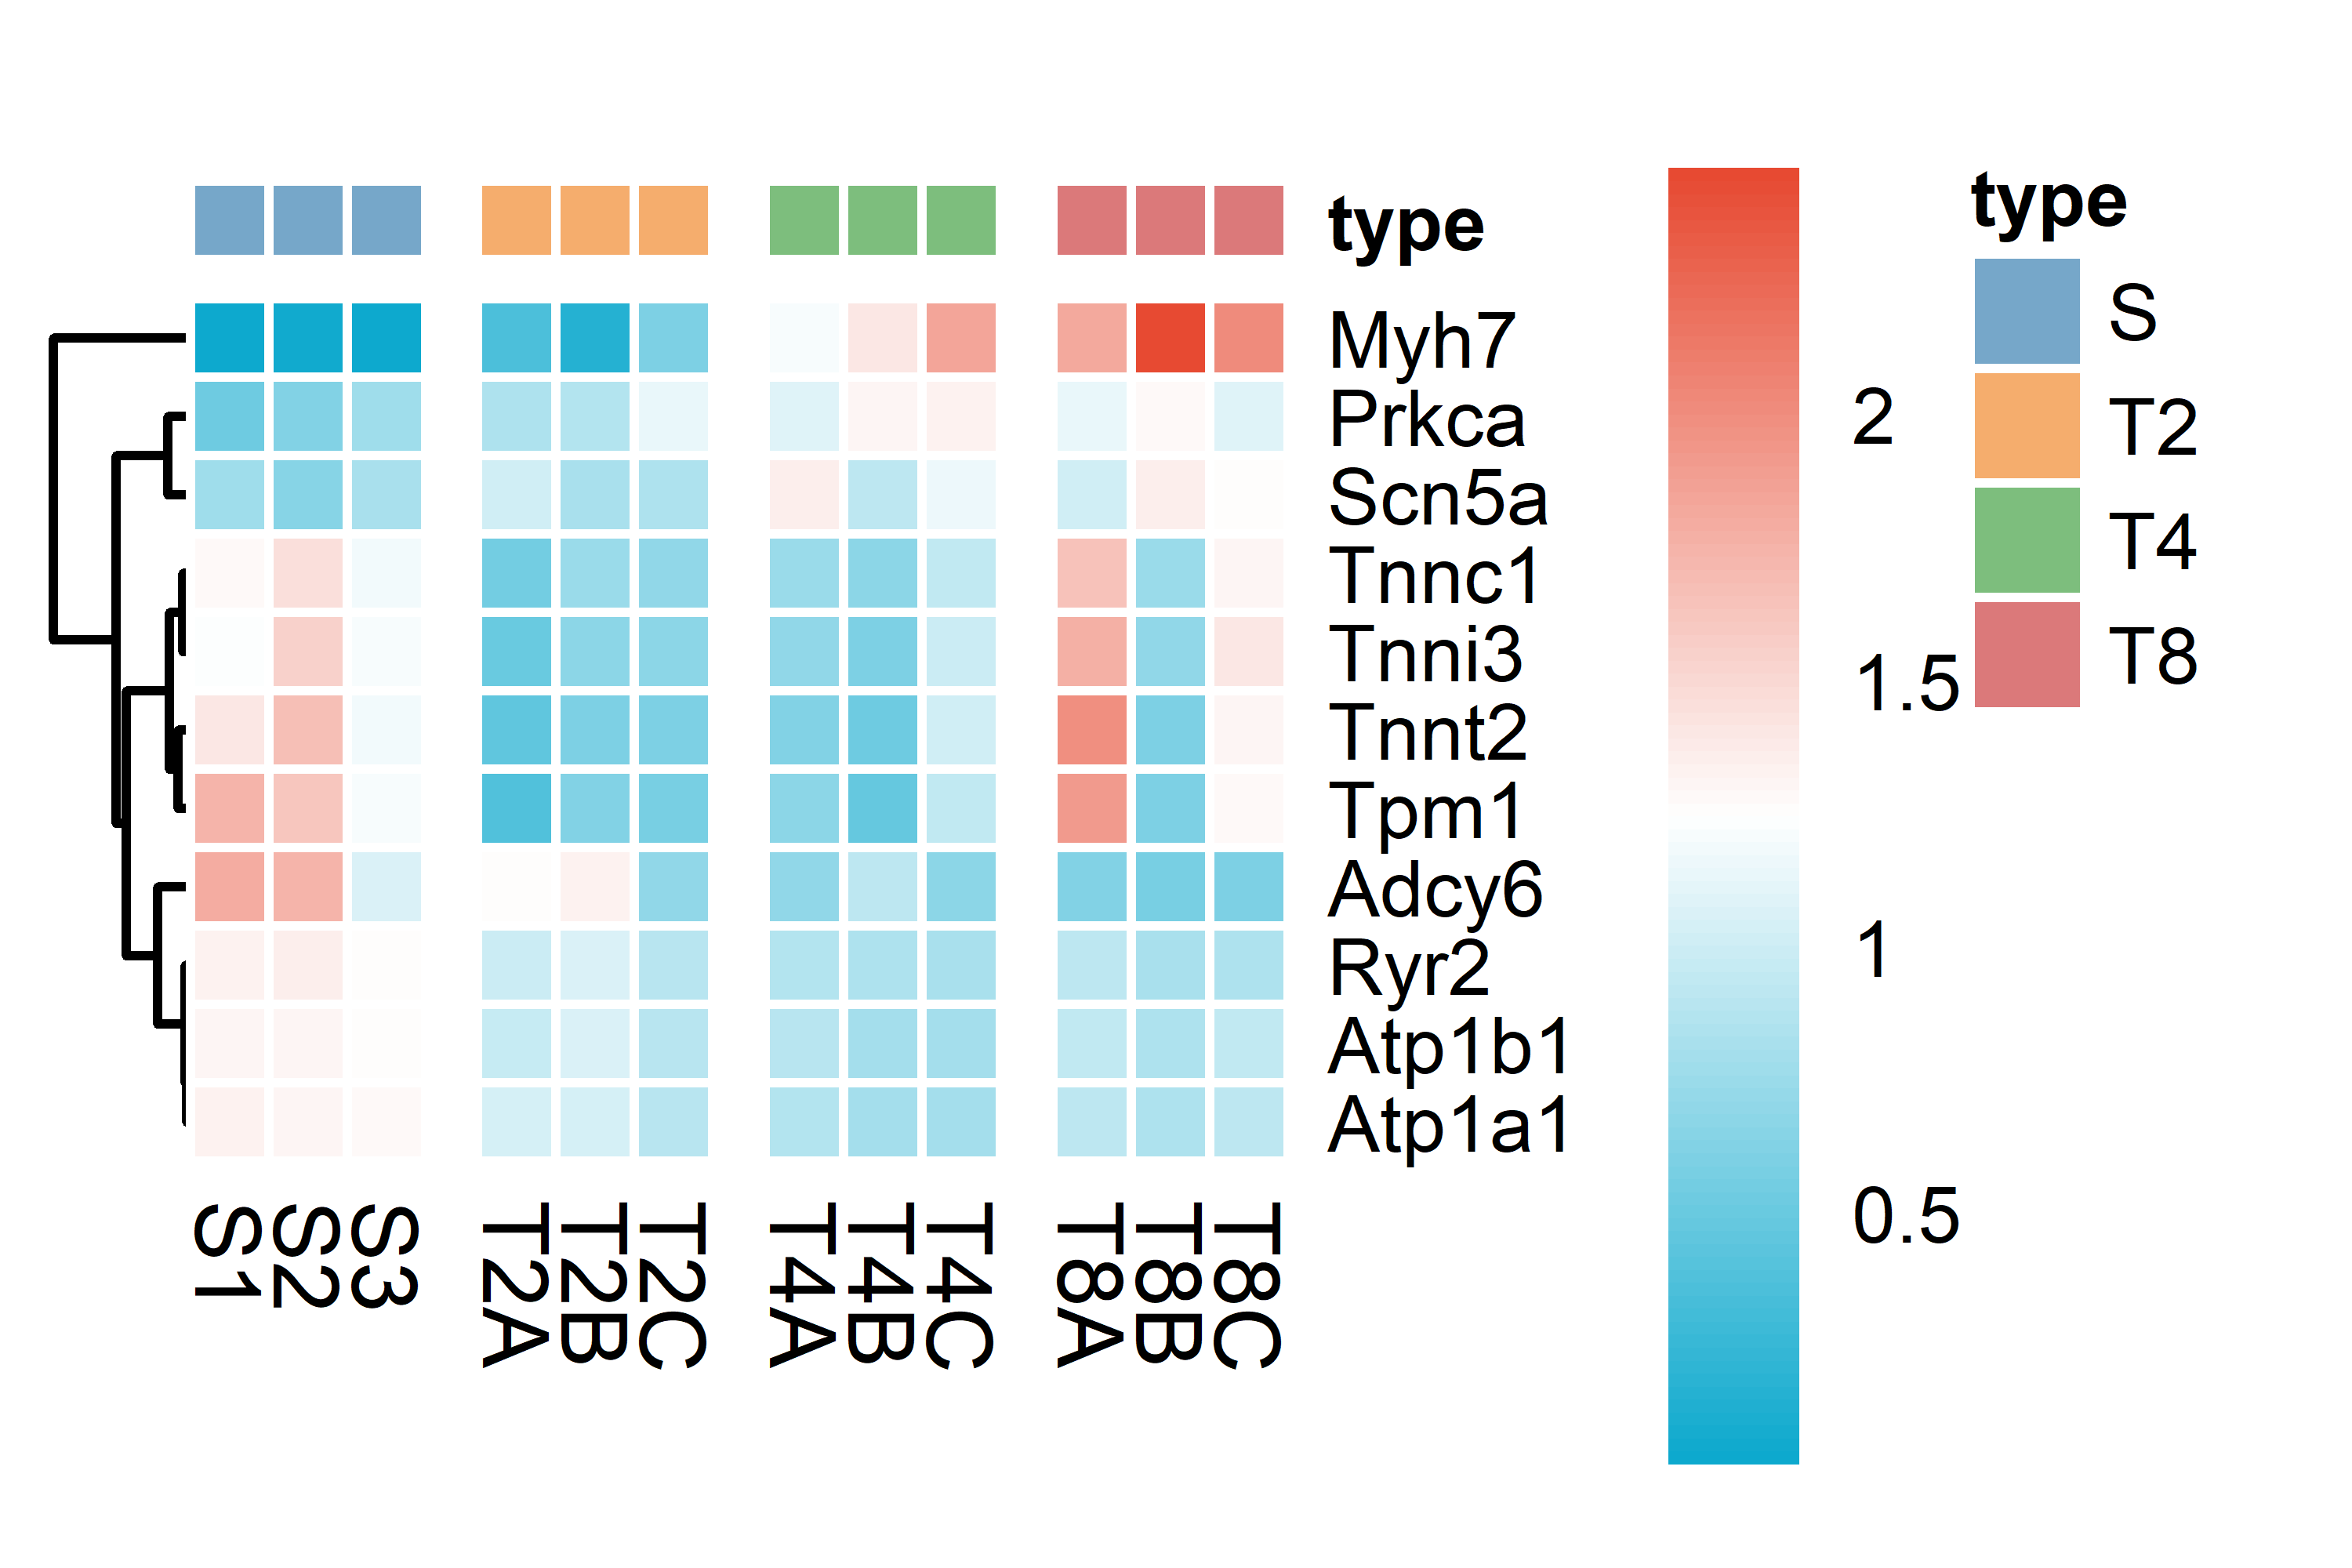 type
Myh7
Prkca
Scn5a
Tnnc1
Tnni3
Tnnt2
Tpm1
Adcy6
Ryr2
Atp1b1
Atp1a1
S1
S2
S3
T2A
T2B
T2C
T4A
T4B
T4C
T8A
T8B
T8C
2
1.5
1
0.5
type
S
T2
T4
T8